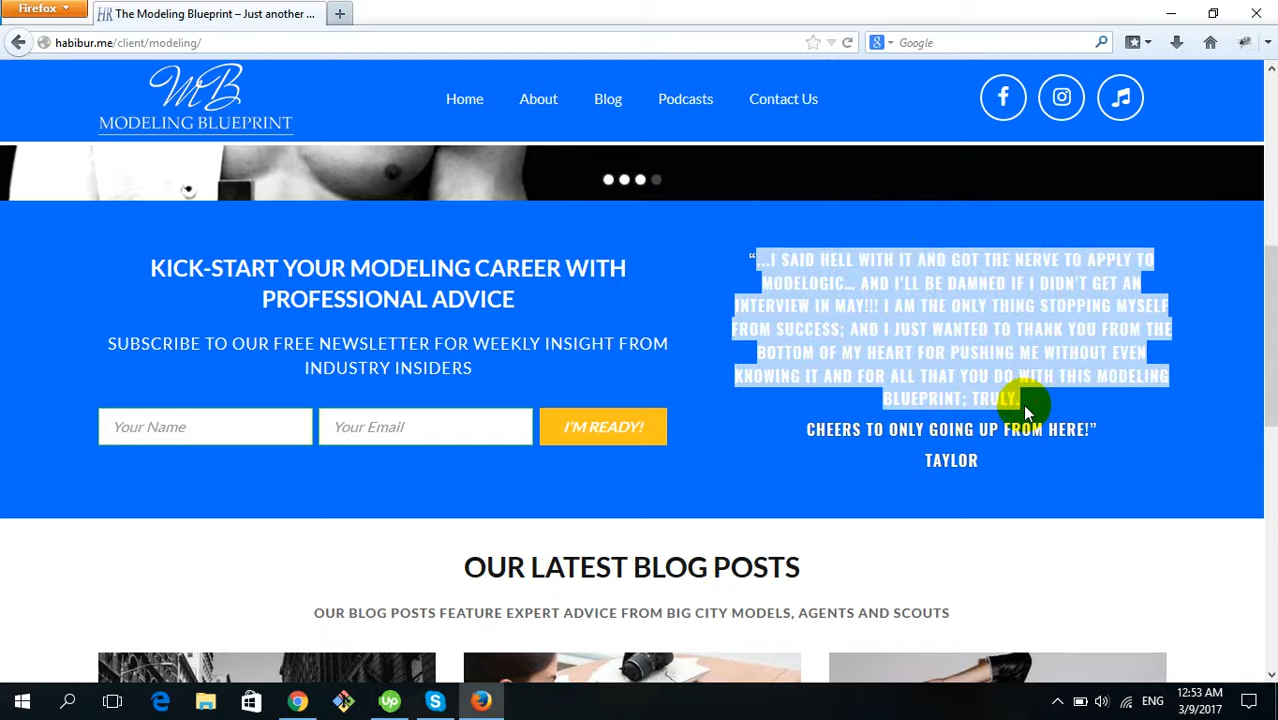 Firefox
The Modeling Blueprint – Just another ...
habibur.me/client/modeling/
Google
MB
MODELING BLUEPRINT
Home
About
Blog
Podcasts
Contact Us
KICK-START YOUR MODELING CAREER WITH
PROFESSIONAL ADVICE
SUBSCRIBE TO OUR FREE NEWSLETTER FOR WEEKLY INSIGHT FROM
INDUSTRY INSIDERS
Your Name
Your Email
I'M READY!
“...I SAID HELL WITH IT AND GOT THE NERVE TO APPLY TO
MODELOGIC... AND I'LL BE DAMNED IF I DIDN'T GET AN
INTERVIEW IN MAY!!! I AM THE ONLY THING STOPPING MYSELF
FROM SUCCESS; AND I JUST WANTED TO THANK YOU FROM THE
BOTTOM OF MY HEART FOR PUSHING ME WITHOUT EVEN
KNOWING IT AND FOR ALL THAT YOU DO WITH THIS MODELING
BLUEPRINT; TRULY.
CHEERS TO ONLY GOING UP FROM HERE!”
TAYLOR
OUR LATEST BLOG POSTS
OUR BLOG POSTS FEATURE EXPERT ADVICE FROM BIG CITY MODELS, AGENTS AND SCOUTS
ENG
12:53 AM
3/9/2017